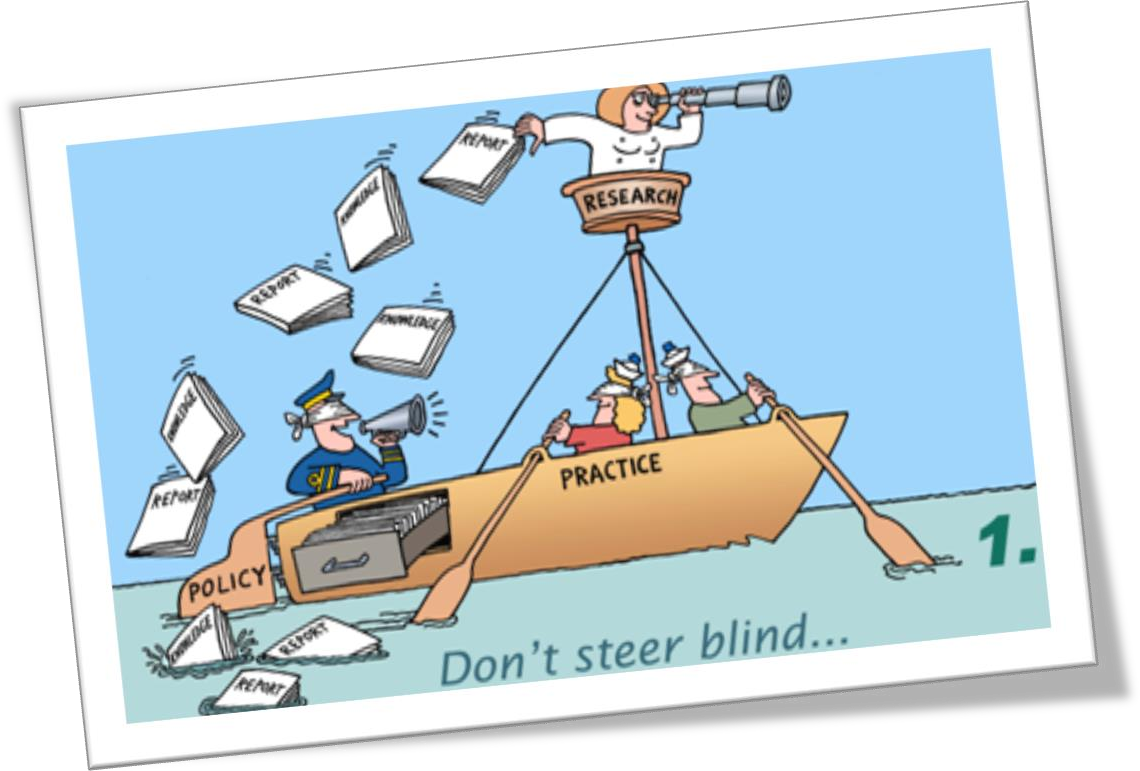 REPORT
KNOWLEDGE
RESEARCH
REPORT
KNOWLEDGE
KNOWLEDGE
REPORT
PRACTICE
POLICY
1.
KNOWLEDGE
REPORT
REPORT
Don't steer blind...